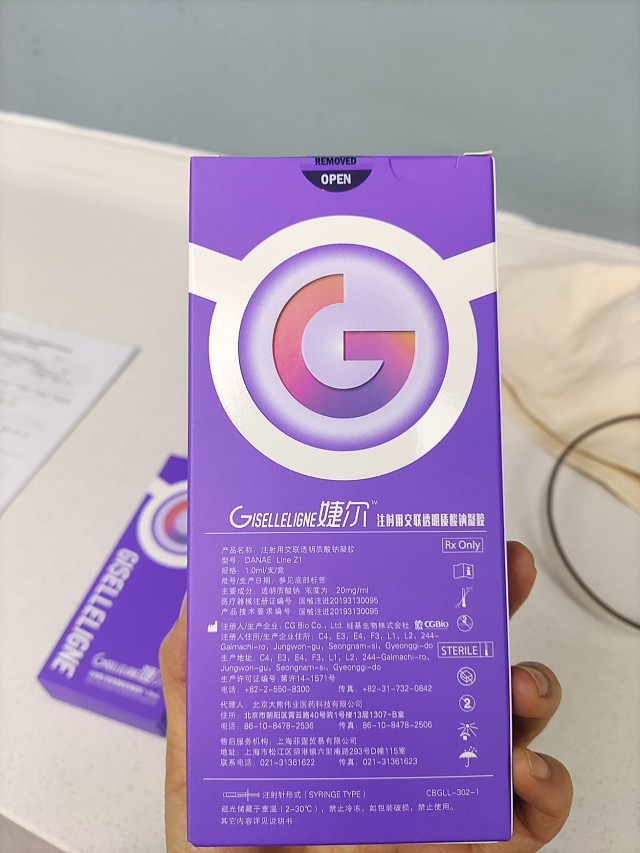 REMOVED
OPEN
GISELLELIGNE婕尔™ 注射用交联透明质酸钠凝胶
Rx Only
产品名称：注射用交联透明质酸钠凝胶
型号：DANAE Line Z1
规格：1.0ml/支/盒
批号/生产日期：参见底部标签
主要成分：透明质酸钠 浓度为 20mg/ml
医疗器械注册证编号：国械注进20193130095
产品技术要求编号：国械注进20193130095
注册人/生产企业：CG Bio Co., Ltd. 纽基生物株式会社 CGBIO
注册人住所/生产企业住所：C4, E3, E4, F3, L1, L2, 244-
Galmachi-ro, Jungwon-gu, Seongnam-si, Gyeonggi-do
生产地址：C4, E3, E4, F3, L1, L2, 244-Galmachi-ro,
Jungwon-gu, Seongnam-si, Gyeonggi-do
生产许可证编号：第许14-1571号
电话：+82-2-550-8300 传真：+82-31-732-0842
STERILE
2
代理人：北京大熊伟业医药科技有限公司
住所：北京市朝阳区霄云路40号院1号楼13层1307-B室
电话：86-10-8478-2536 传真：86-10-8478-2506
售后服务机构：上海菲霆贸易有限公司
地址：上海市松江区泖港镇六里庵路293号D幢115室
联系电话：021-31361622 传真：021-31361623
注射针形式（SYRINGE TYPE） CBGLL-302-1
避光储藏于室温（2-30℃），禁止冷冻，如包装破损，禁止使用。
其它内容详见说明书
GISELLELIGNE
GISELLELIGNE婕尔